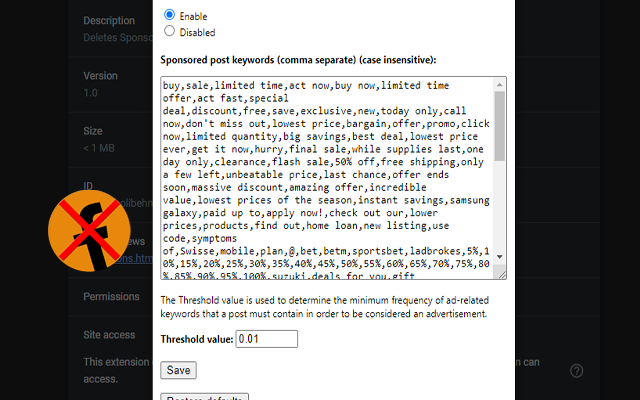 Description
Deletes Sponso
Version
1.0
Size
< 1 MB
ID
olibehn
ews
ons.htm
Permissions
Site access
This extension
access.
n can
?
Enable
Disabled
Sponsored post keywords (comma separate) (case insensitive):
buy,sale,limited time,act now,buy now,limited time
offer,act fast,special
deal,discount,free,save,exclusive,new,today only,call
now,don't miss out,lowest price,bargain,offer,promo,click
now,limited quantity,big savings,best deal,lowest price
ever,get it now,hurry,final sale,while supplies last,one
day only,clearance,flash sale,50% off,free shipping,only
a few left,unbeatable price,last chance,offer ends
soon,massive discount,amazing offer,incredible
value,lowest prices of the season,instant savings,samsung
galaxy,paid up to,apply now!,check out our,lower
prices,products,find out,home loan,new listing,use
code,symptoms
of,Swisse,mobile,plan,@,bet,betm,sportsbet,ladbrokes,5%,1
0%,15%,20%,25%,30%,35%,40%,45%,50%,55%,60%,65%,70%,75%,80
%,85%,90%,95%,100%,suzuki,deals for you,gift
The Threshold value is used to determine the minimum frequency of ad-related
keywords that a post must contain in order to be considered an advertisement.
Threshold value: 0.01
Save
Restore defaults